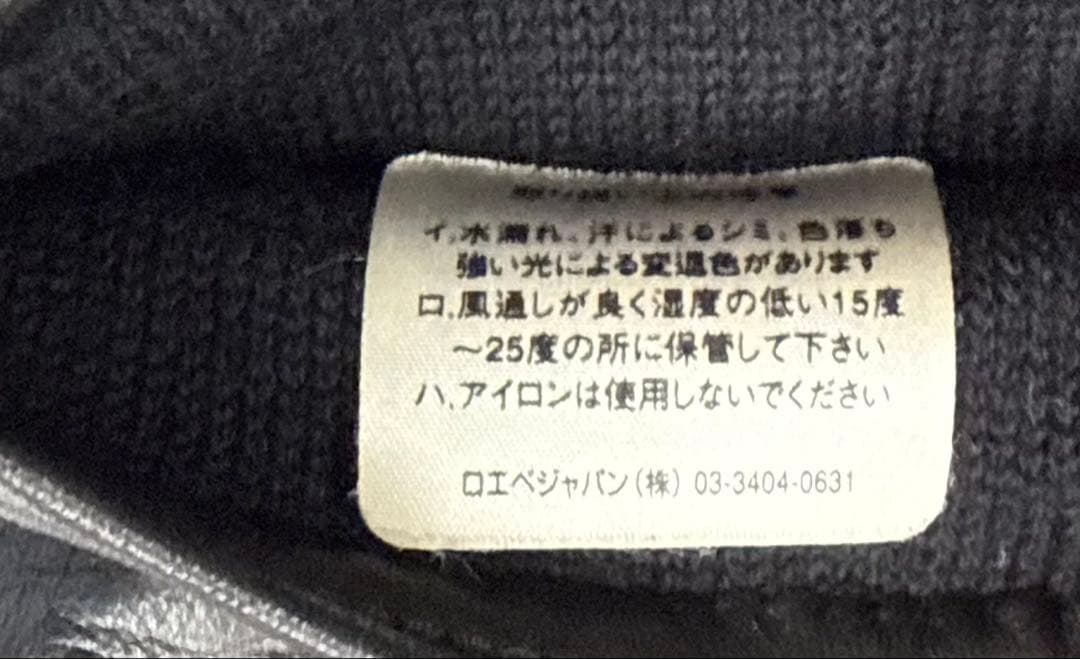 イ.水濡れ、汗によるシミ、色落ち
強い光による変退色があります
ロ.風通しが良く湿度の低い15度
～25度の所に保管して下さい
ハ.アイロンは使用しないでください
ロエベジャパン(株) 03-3404-0631